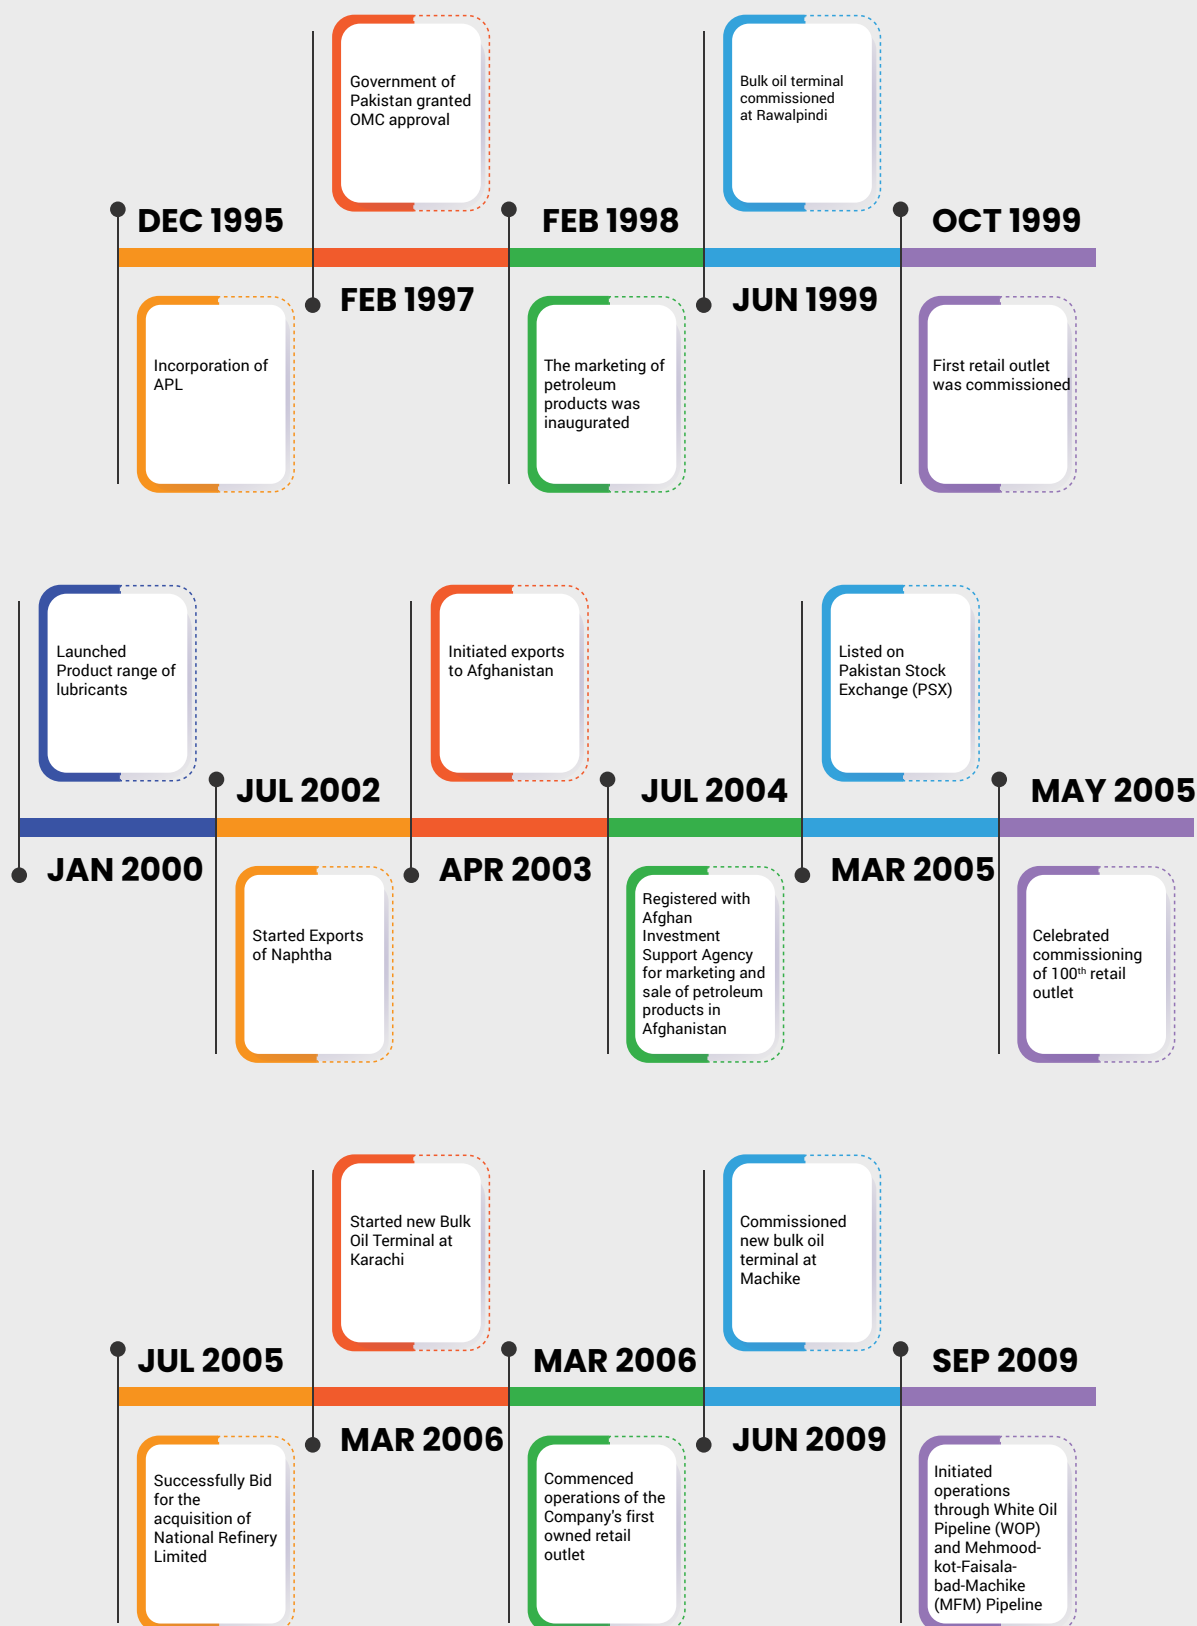 DEC 1995
Incorporation of
APL
Government of
Pakistan granted
OMC approval
FEB 1997
FEB 1998
The marketing of
petroleum
products was
inaugurated
Bulk oil terminal
commissioned
at Rawalpindi
JUN 1999
OCT 1999
First retail outlet
was commissioned
Launched
Product range of
lubricants
JAN 2000
JUL 2002
Started Exports
of Naphtha
Initiated exports
to Afghanistan
APR 2003
JUL 2004
Registered with
Afghan
Investment
Support Agency
for marketing and
sale of petroleum
products in
Afghanistan
Listed on
Pakistan Stock
Exchange (PSX)
MAR 2005
MAY 2005
Celebrated
commissioning
of 100th retail
outlet
JUL 2005
Successfully Bid
for the
acquisition of
National Refinery
Limited
Started new Bulk
Oil Terminal at
Karachi
MAR 2006
MAR 2006
Commenced
operations of the
Company's first
owned retail
outlet
Commissioned
new bulk oil
terminal at
Machike
JUN 2009
SEP 2009
Initiated
operations
through White Oil
Pipeline (WOP)
and Mehmood-
kot-Faisala-
bad-Machike
(MFM) Pipeline